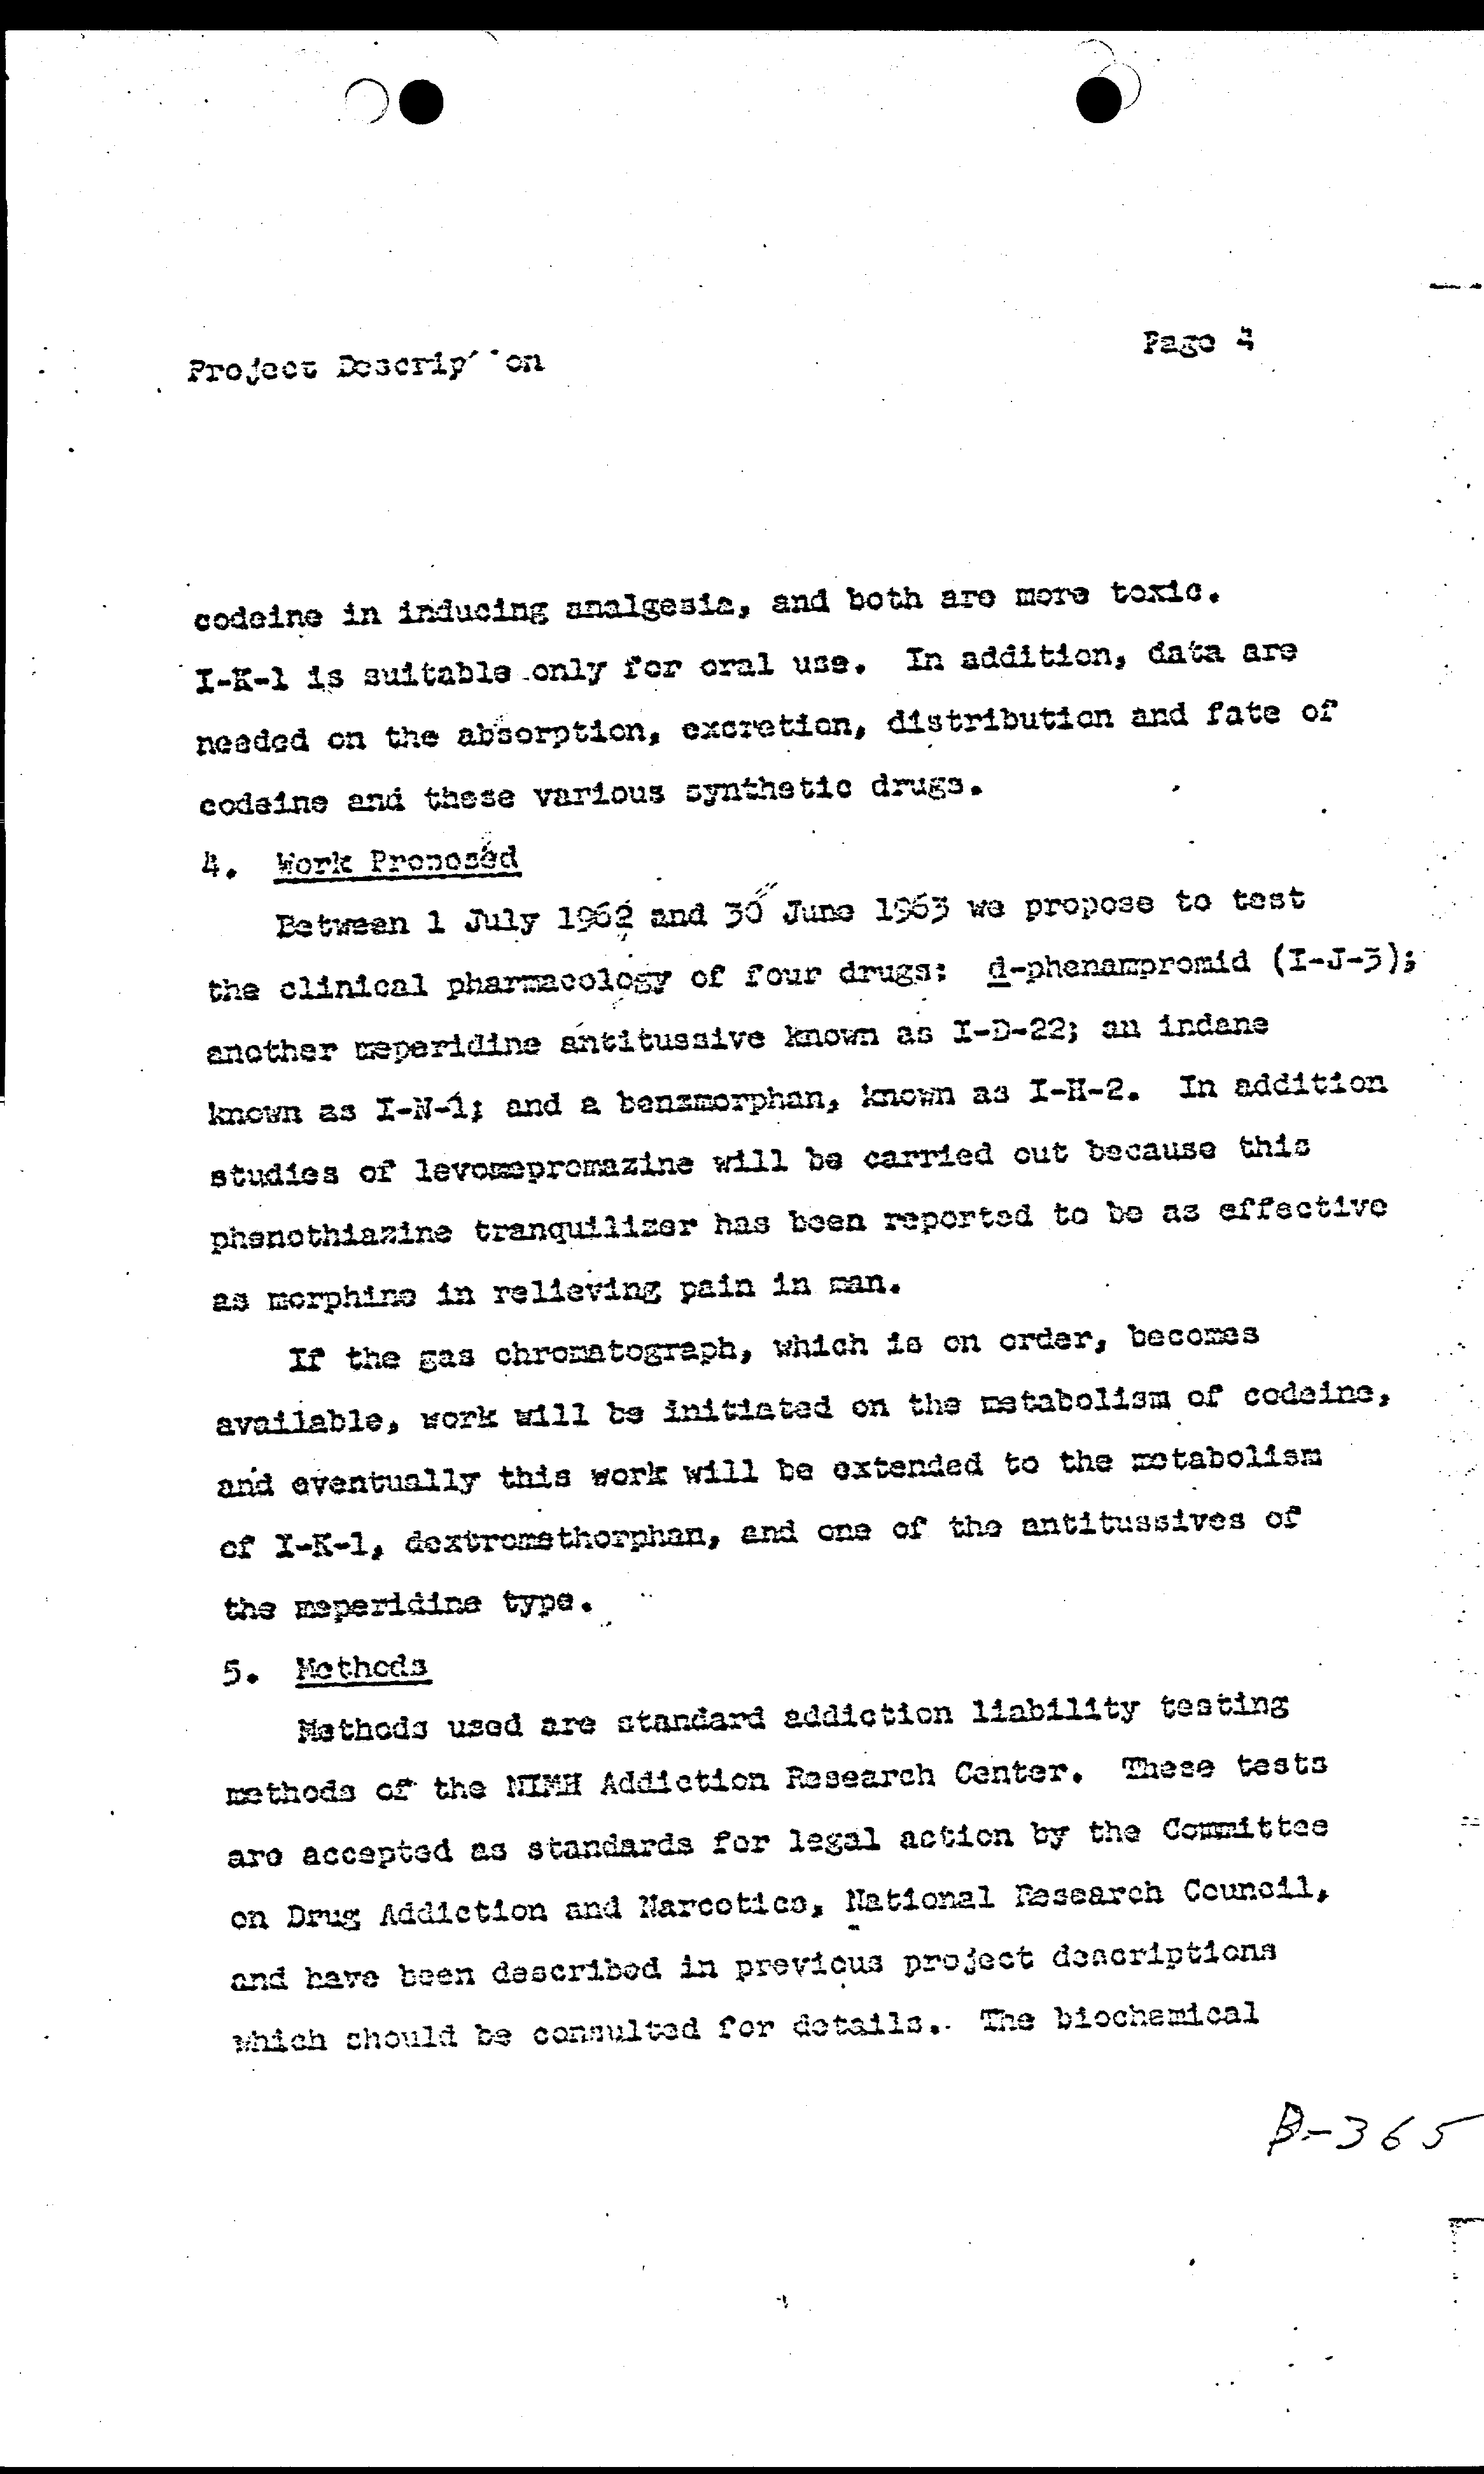 Project Descrip on
Page 4
codeine in inducing analgesia, and both are more toxic.
I-K-1 is suitable only for oral use. In addition, data are
needed on the absorption, excretion, distribution and fate of
codeine and these various synthetic drugs.
4. Work Proposed
Between 1 July 1962 and 30 June 1963 we propose to test
the clinical pharmacology of four drugs: d-phenampromid (I-J-3);
another meperidine antitussive known as I-D-22; an indane
known as I-N-1; and a benzmorphan, known as I-H-2. In addition
studies of levomepromazine will be carried out because this
phenothiazine tranquilizer has been reported to be as effective
as morphine in relieving pain in man.
If the gas chromatograph, which is on order, becomes
available, work will be initiated on the metabolism of codeine,
and eventually this work will be extended to the metabolism
of I-K-1, dextromethorphan, and one of the antitussives of
the meperidine type.
5. Methods
Methods used are standard addiction liability testing
methods of the NIMH Addiction Research Center. These tests
are accepted as standards for legal action by the Committee
on Drug Addiction and Narcotics, National Research Council,
and have been described in previous project descriptions
which should be consulted for details. The biochemical
B-365